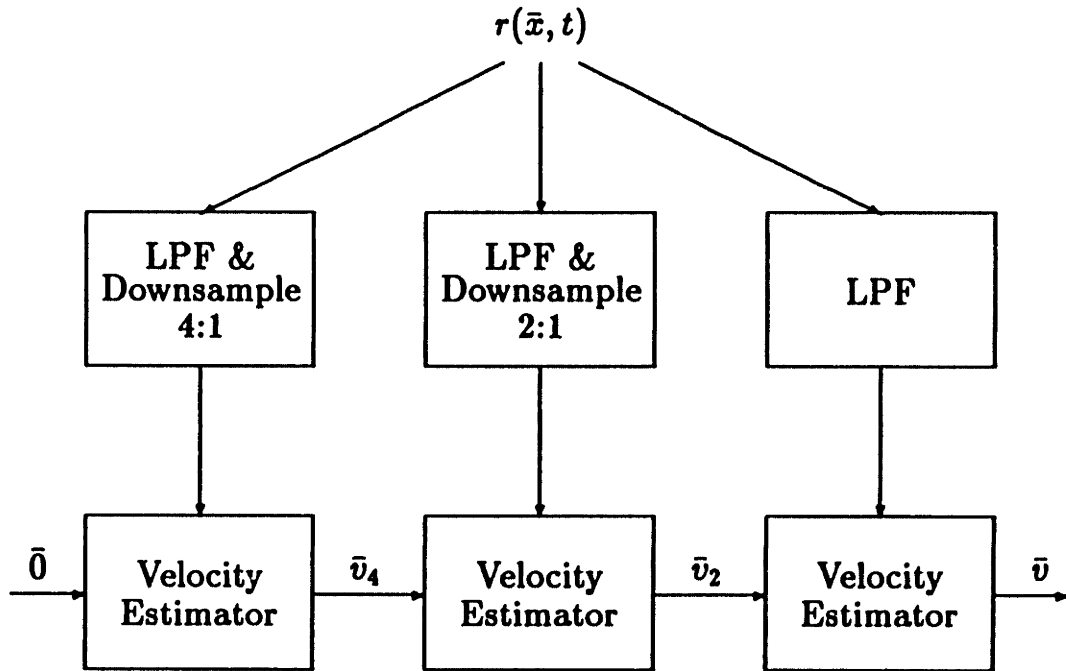 r(x̄, t)
LPF &
Downsample
4:1
LPF &
Downsample
2:1
LPF
0̄
Velocity
Estimator
v̄₄
Velocity
Estimator
v̄₂
Velocity
Estimator
v̄